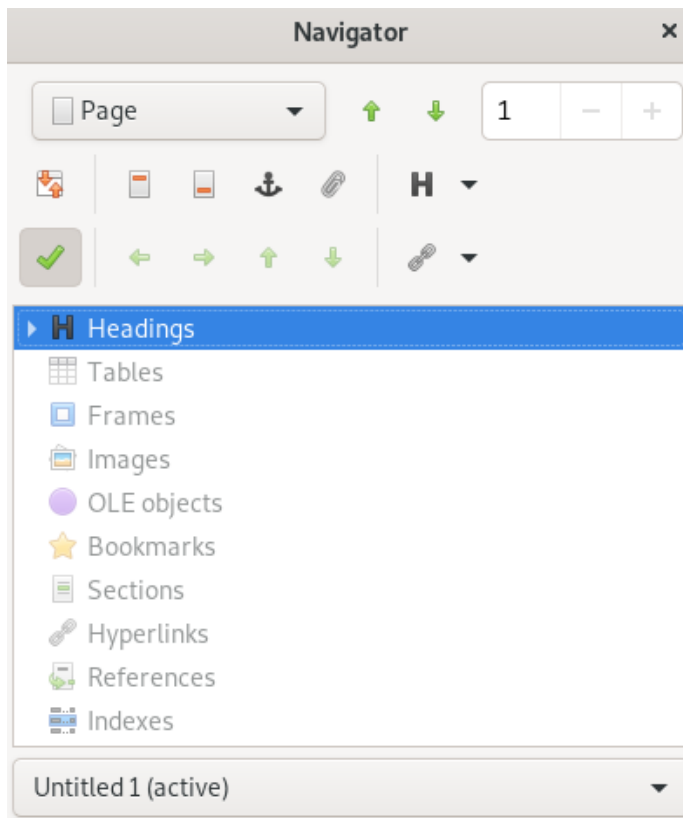 Navigator
Page
1
Headings
Tables
Frames
Images
OLE objects
Bookmarks
Sections
Hyperlinks
References
Indexes
Untitled 1 (active)